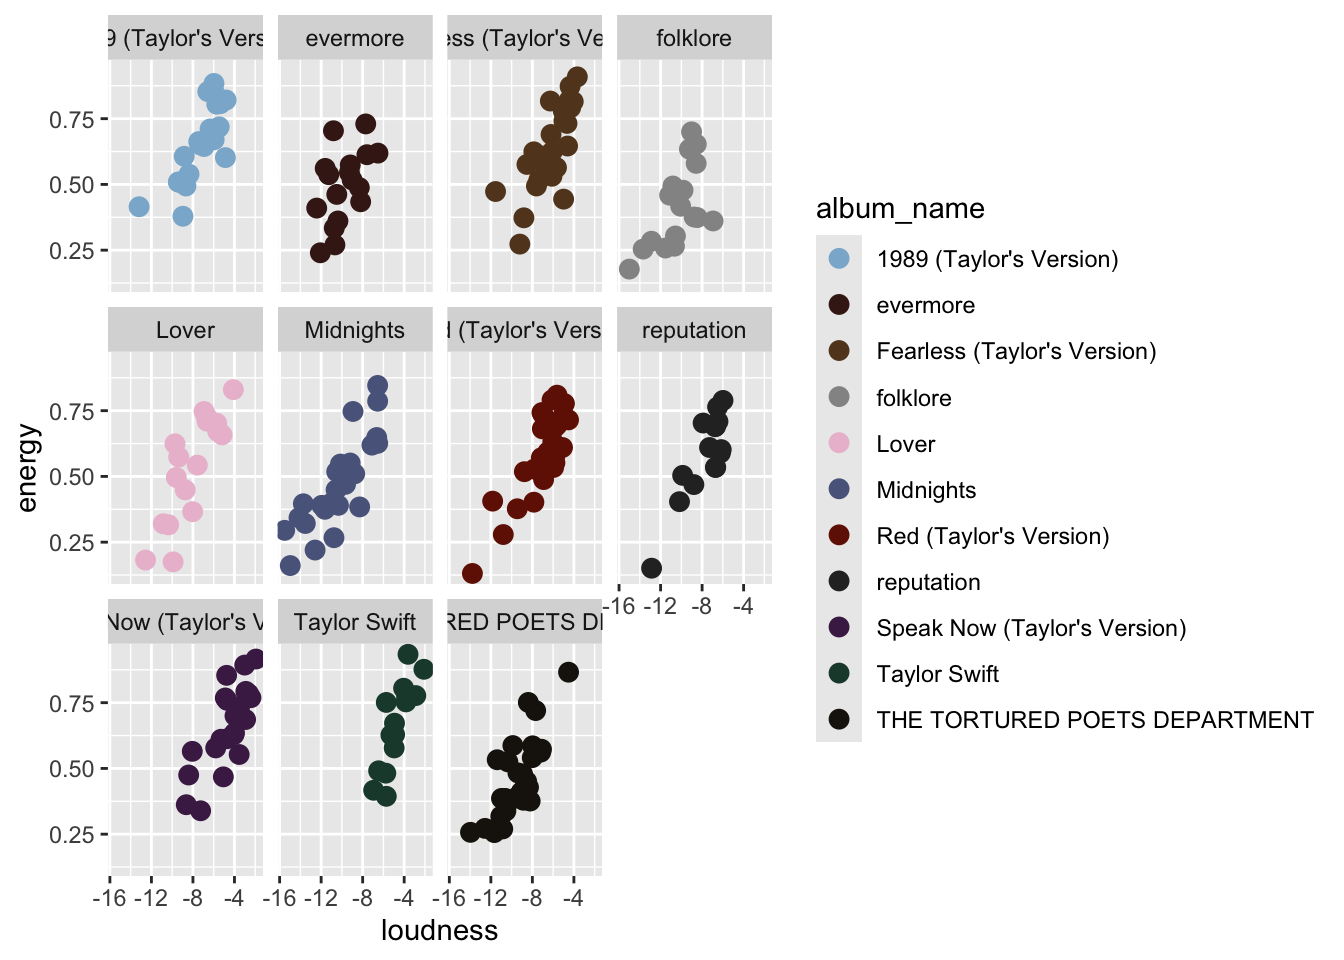 9 (Taylor's Vers
evermore
ess (Taylor's Ve
folklore
0.75
0.50
0.25
Lover
Midnights
d (Taylor's Vers
reputation
0.75
0.50
0.25
-16 -12 -8 -4
Now (Taylor's V
Taylor Swift
RED POETS D
0.75
0.50
0.25
-16 -12 -8 -4
-16 -12 -8 -4
-16 -12 -8 -4
loudness
energy
album_name
1989 (Taylor's Version)
evermore
Fearless (Taylor's Version)
folklore
Lover
Midnights
Red (Taylor's Version)
reputation
Speak Now (Taylor's Version)
Taylor Swift
THE TORTURED POETS DEPARTMENT